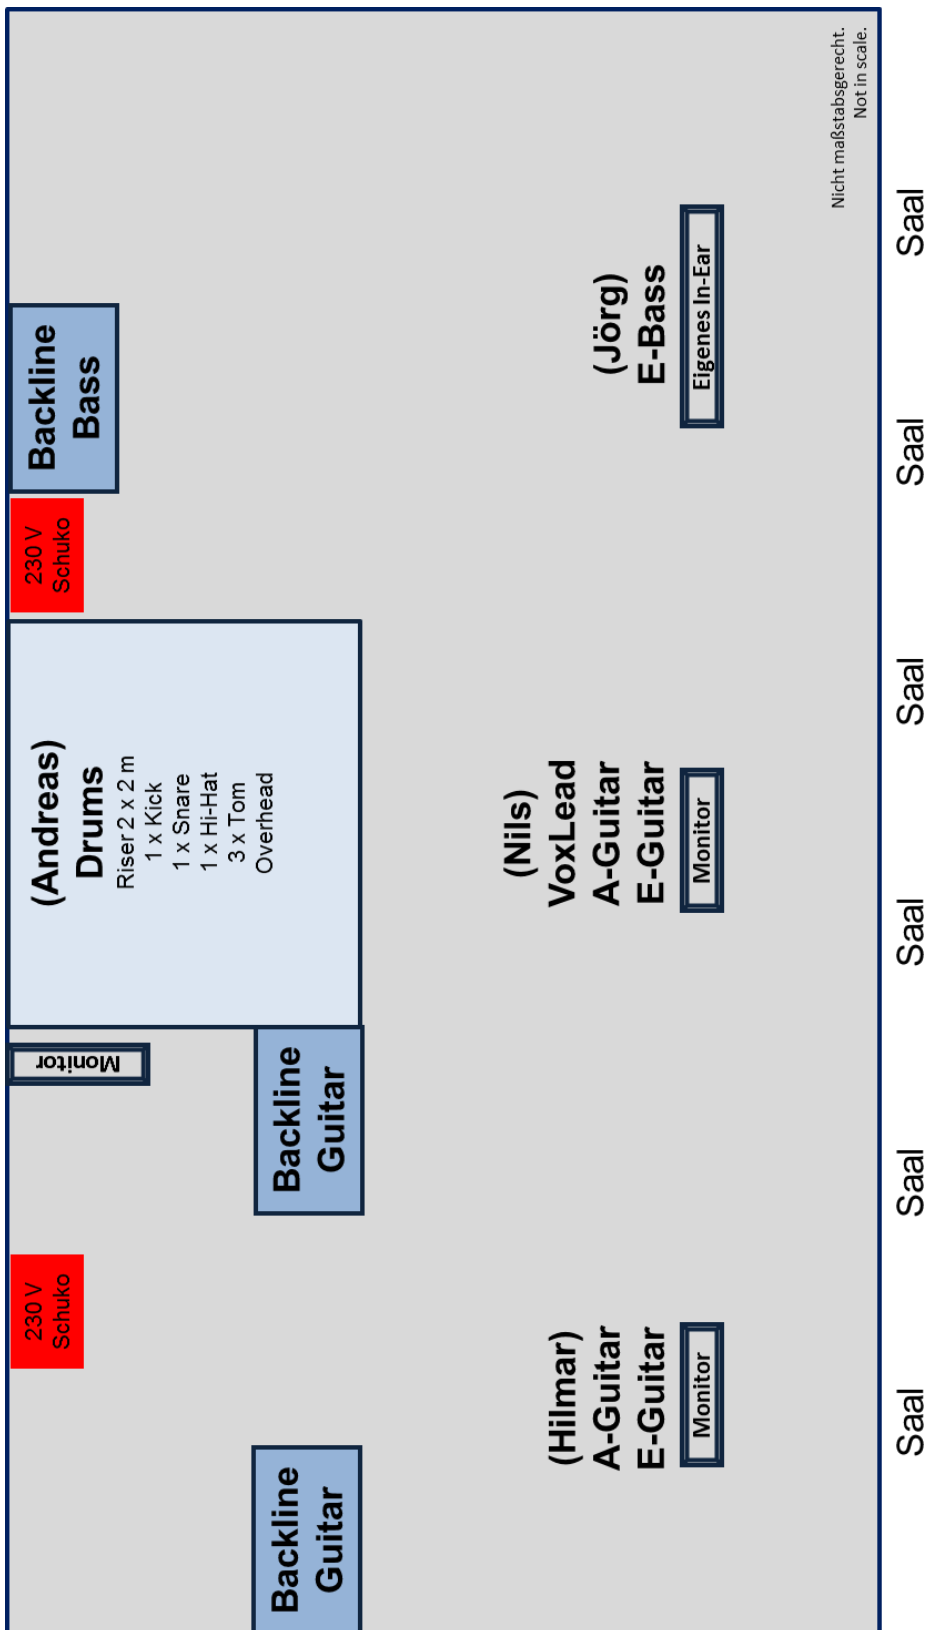 230 V
Schuko
Monitor
(Andreas)
Drums
Riser 2 x 2 m
1 x Kick
1 x Snare
1 x Hi-Hat
3 x Tom
Overhead
230 V
Schuko
Backline
Bass
Backline
Guitar
Backline
Guitar
(Hilmar)
A-Guitar
E-Guitar
Monitor
(Nils)
VoxLead
A-Guitar
E-Guitar
Monitor
(Jörg)
E-Bass
Eigenes In-Ear
Nicht maßstabsgerecht.
Not in scale.
Saal Saal Saal Saal Saal Saal